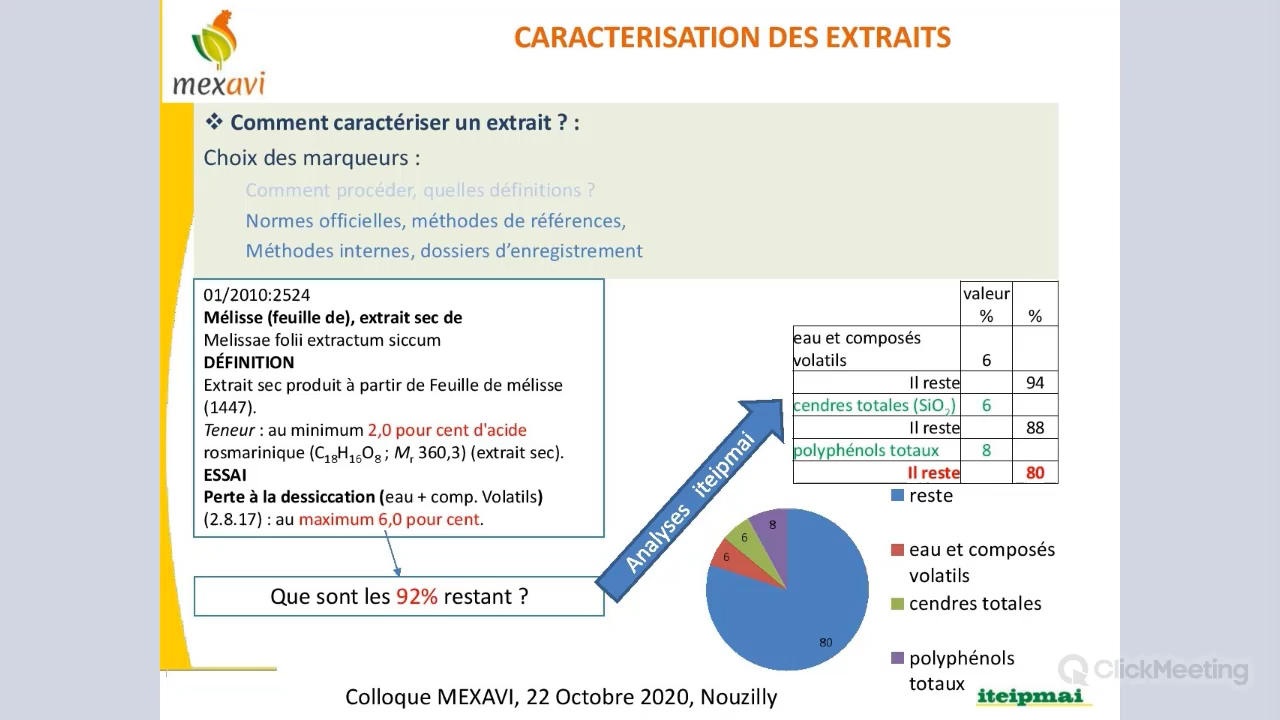 mexavi
CARACTERISATION DES EXTRAITS
❖ Comment caractériser un extrait ? :
Choix des marqueurs :
Comment procéder, quelles définitions ?
Normes officielles, méthodes de références,
Méthodes internes, dossiers d’enregistrement
01/2010:2524
Mélisse (feuille de), extrait sec de
Melissae folii extractum siccum
DÉFINITION
Extrait sec produit à partir de Feuille de mélisse
(1447).
Teneur : au minimum 2,0 pour cent d'acide
rosmarinique (C18H16O8 ; Mr 360,3) (extrait sec).
ESSAI
Perte à la dessiccation (eau + comp. Volatils)
(2.8.17) : au maximum 6,0 pour cent.
Que sont les 92% restant ?
Analyses iteipmai
valeur
% %
eau et composés
volatils 6
Il reste 94
cendres totales (SiO2) 6
Il reste 88
polyphénols totaux 8
Il reste 80
8
6
6
80
reste
eau et composés
volatils
cendres totales
polyphénols
totaux
ClickMeeting
iteipmai
Colloque MEXAVI, 22 Octobre 2020, Nouzilly